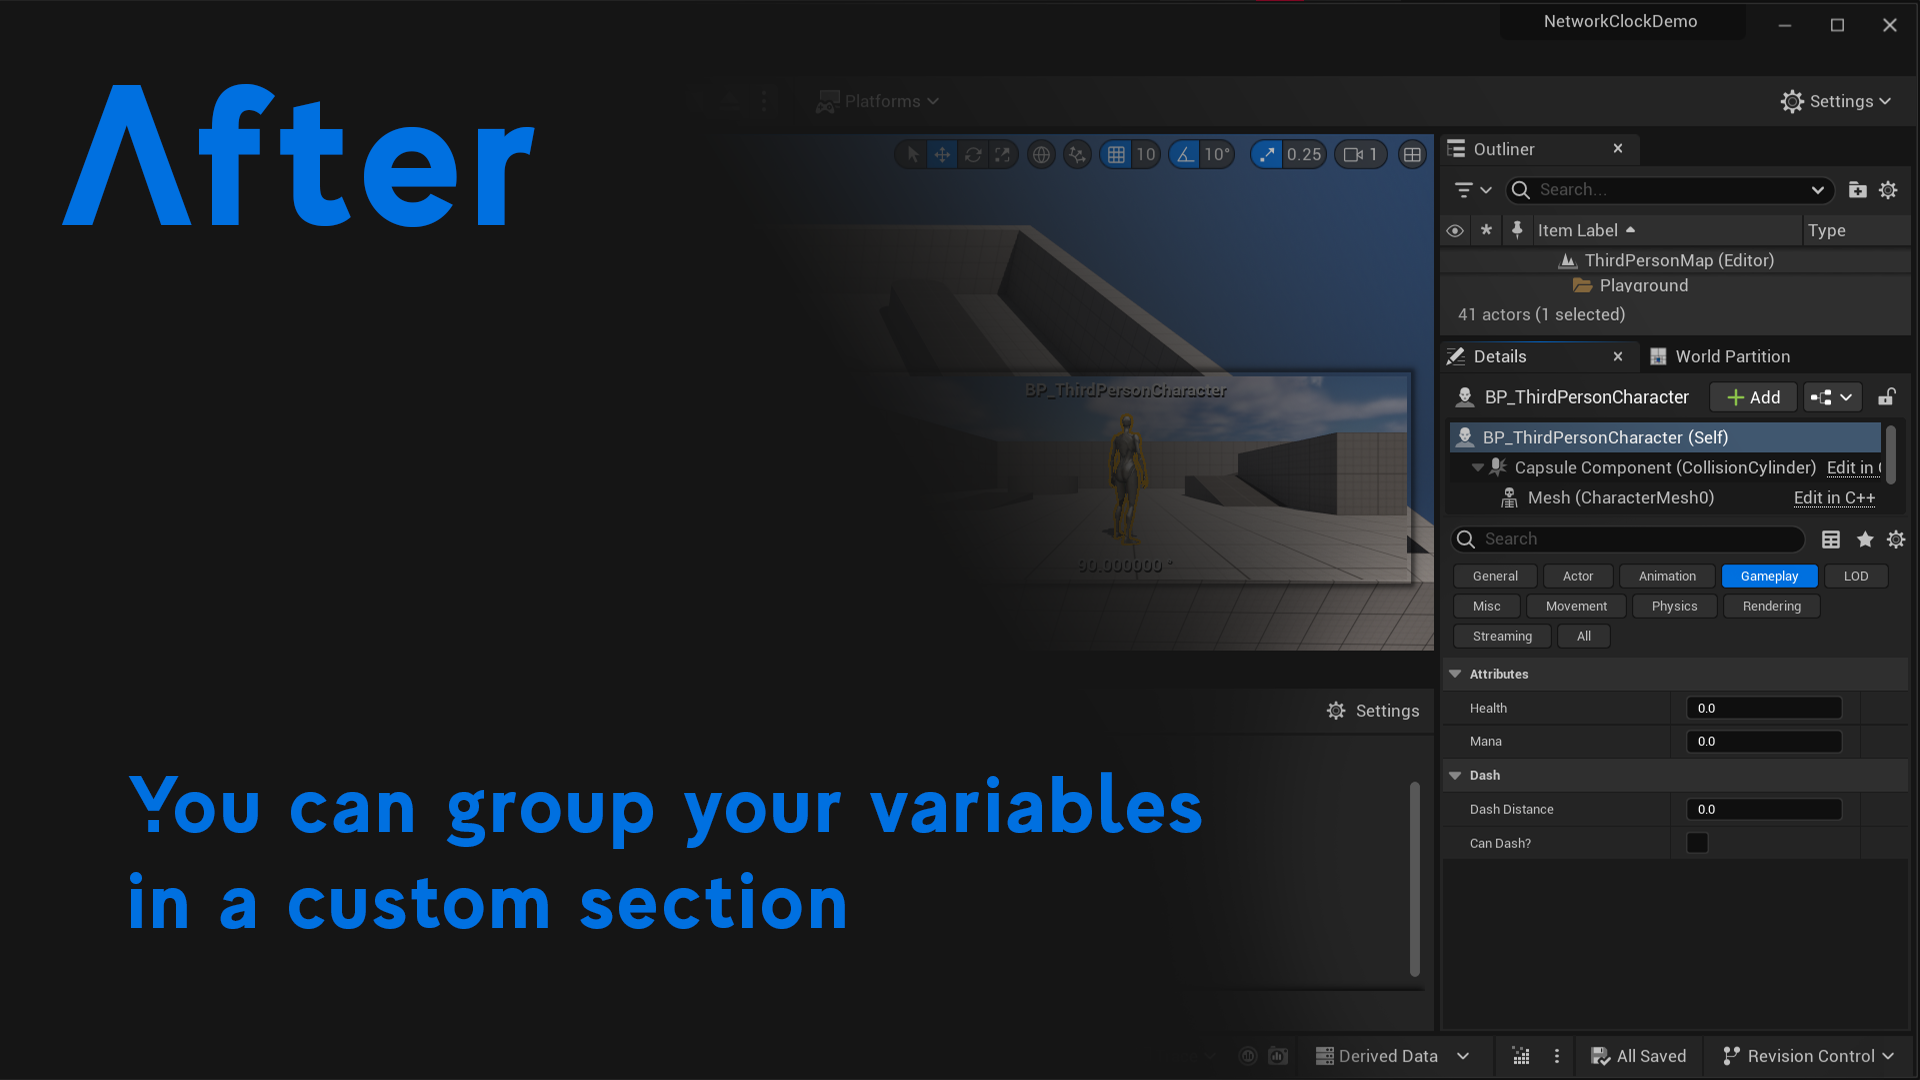 NetworkClockDemo
After
Platforms
Settings
10
10°
0.25
1
Outliner
Search...
Item Label
Type
ThirdPersonMap (Editor)
Playground
41 actors (1 selected)
Details
World Partition
BP_ThirdPersonCharacter
Add
BP_ThirdPersonCharacter (Self)
Capsule Component (CollisionCylinder) Edit in
Mesh (CharacterMesh0) Edit in C++
BP_ThirdPersonCharacter
90.000000 °
Search
General Actor Animation Gameplay LOD
Misc Movement Physics Rendering
Streaming All
Attributes
Health 0.0
Mana 0.0
Dash
Dash Distance 0.0
Can Dash?
Settings
You can group your variables
in a custom section
Derived Data
All Saved
Revision Control